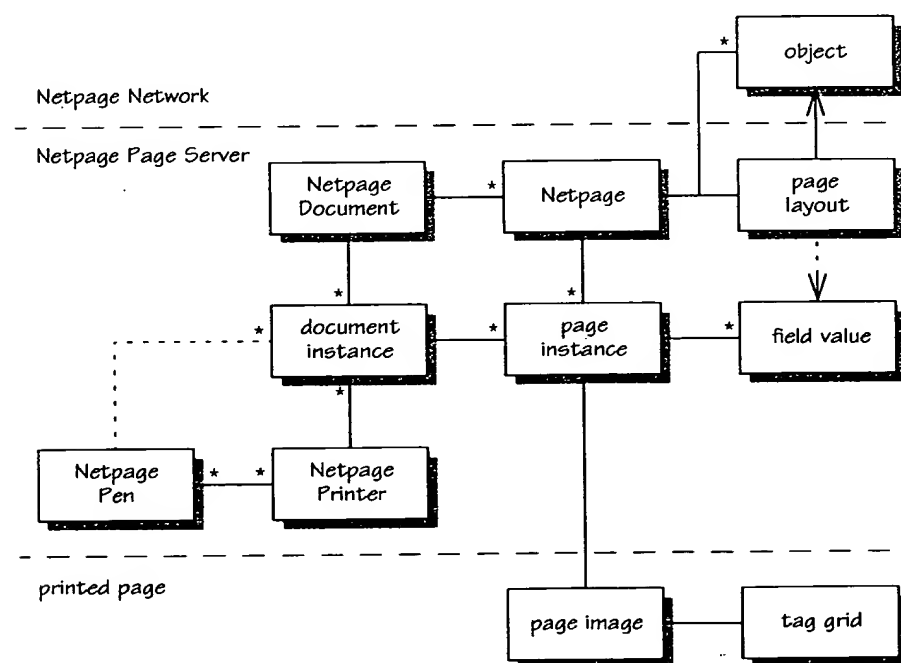 *
object
Netpage Network
Netpage Page Server
Netpage
Document
*
Netpage
page
layout
*
*
*
document
instance
*
page
instance
*
field value
*
Netpage
Pen
*
*
Netpage
Printer
printed page
page image
tag grid